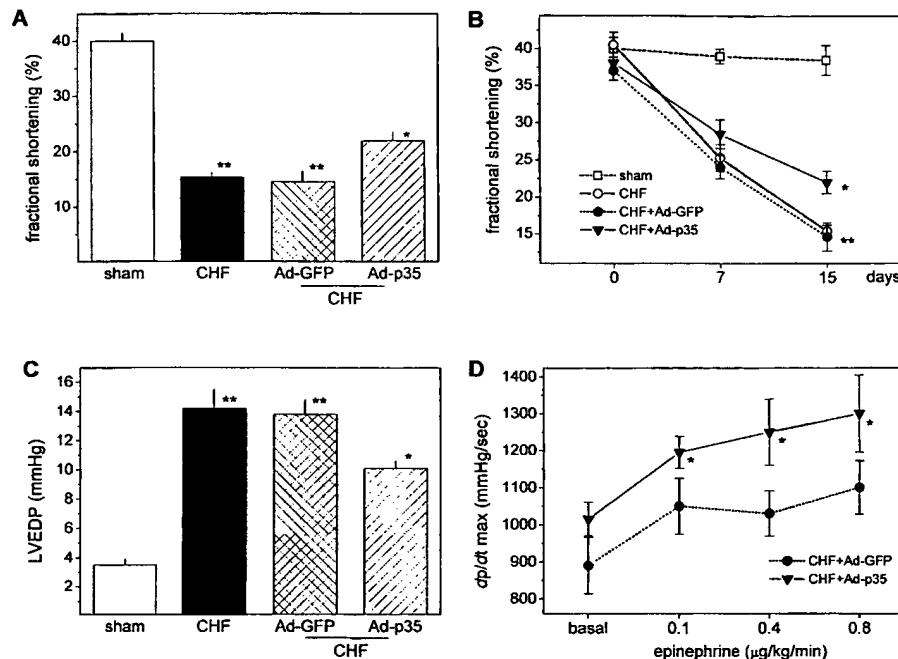 A
fractional shortening (%)
40
30
20
10
**
**
*
sham
CHF
Ad-GFP
Ad-p35
CHF
B
fractional shortening (%)
40
35
30
25
20
15
sham
CHF
CHF+Ad-GFP
CHF+Ad-p35
*
**
0
7
15
days
C
LVEDP (mmHg)
16
14
12
10
8
6
4
2
**
**
*
sham
CHF
Ad-GFP
Ad-p35
CHF
D
dp/dt max (mmHg/sec)
1400
1300
1200
1100
1000
900
800
*
*
*
CHF+Ad-GFP
CHF+Ad-p35
basal
0.1
0.4
0.8
epinephrine (μg/kg/min)